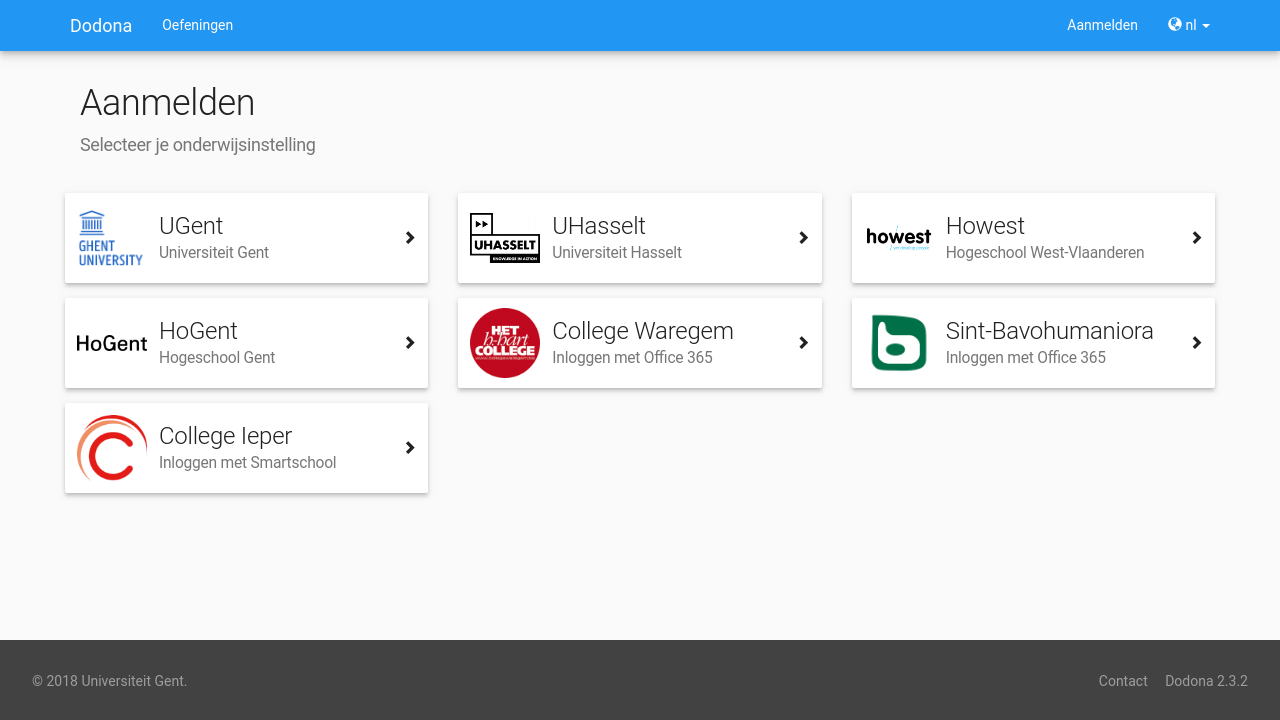 Dodona
Oefeningen
Aanmelden
nl
Aanmelden
Selecteer je onderwijsinstelling
GHENT
UNIVERSITY
UGent
Universiteit Gent
UHASSELT
KNOWLEDGE IN ACTION
UHasselt
Universiteit Hasselt
howest
Howest
Hogeschool West-Vlaanderen
HoGent
HoGent
Hogeschool Gent
HET
h-hart
COLLEGE
College Waregem
Inloggen met Office 365
Sint-Bavohumaniora
Inloggen met Office 365
College Ieper
Inloggen met Smartschool
© 2018 Universiteit Gent.
Contact
Dodona 2.3.2